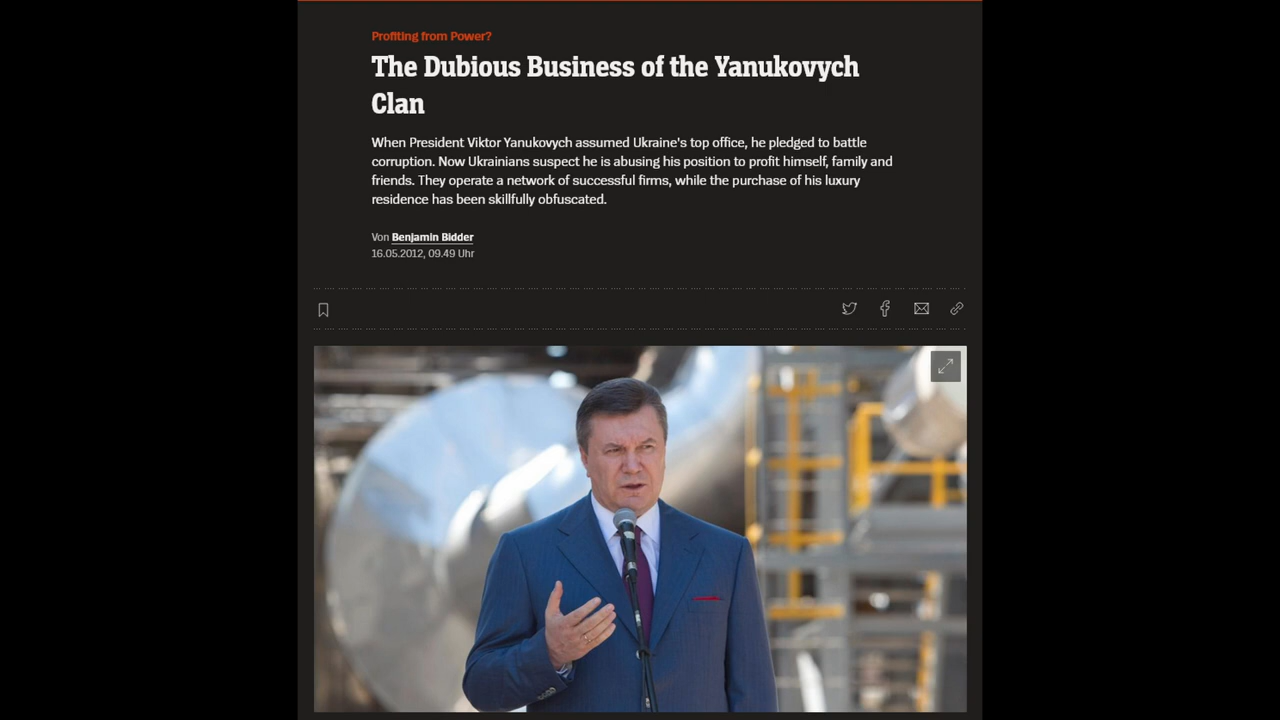 Profiting from Power?
The Dubious Business of the Yanukovych
Clan
When President Viktor Yanukovych assumed Ukraine's top office, he pledged to battle
corruption. Now Ukrainians suspect he is abusing his position to profit himself, family and
friends. They operate a network of successful firms, while the purchase of his luxury
residence has been skillfully obfuscated.
Von Benjamin Bidder
16.05.2012, 09.49 Uhr